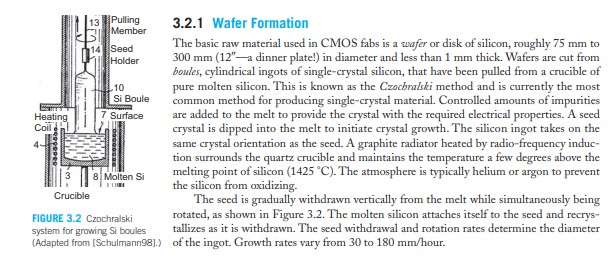 13 Pulling
Member
14 Seed
Holder
10
Si Boule
Heating
Coil
7 Surface
4
3
8 Molten Si
Crucible
FIGURE 3.2 Czochralski
system for growing Si boules
(Adapted from [Schulmann98].)
3.2.1 Wafer Formation
The basic raw material used in CMOS fabs is a wafer or disk of silicon, roughly 75 mm to
300 mm (12″—a dinner plate!) in diameter and less than 1 mm thick. Wafers are cut from
boules, cylindrical ingots of single-crystal silicon, that have been pulled from a crucible of
pure molten silicon. This is known as the Czochralski method and is currently the most
common method for producing single-crystal material. Controlled amounts of impurities
are added to the melt to provide the crystal with the required electrical properties. A seed
crystal is dipped into the melt to initiate crystal growth. The silicon ingot takes on the
same crystal orientation as the seed. A graphite radiator heated by radio-frequency induc-
tion surrounds the quartz crucible and maintains the temperature a few degrees above the
melting point of silicon (1425 °C). The atmosphere is typically helium or argon to prevent
the silicon from oxidizing.
The seed is gradually withdrawn vertically from the melt while simultaneously being
rotated, as shown in Figure 3.2. The molten silicon attaches itself to the seed and recrys-
tallizes as it is withdrawn. The seed withdrawal and rotation rates determine the diameter
of the ingot. Growth rates vary from 30 to 180 mm/hour.